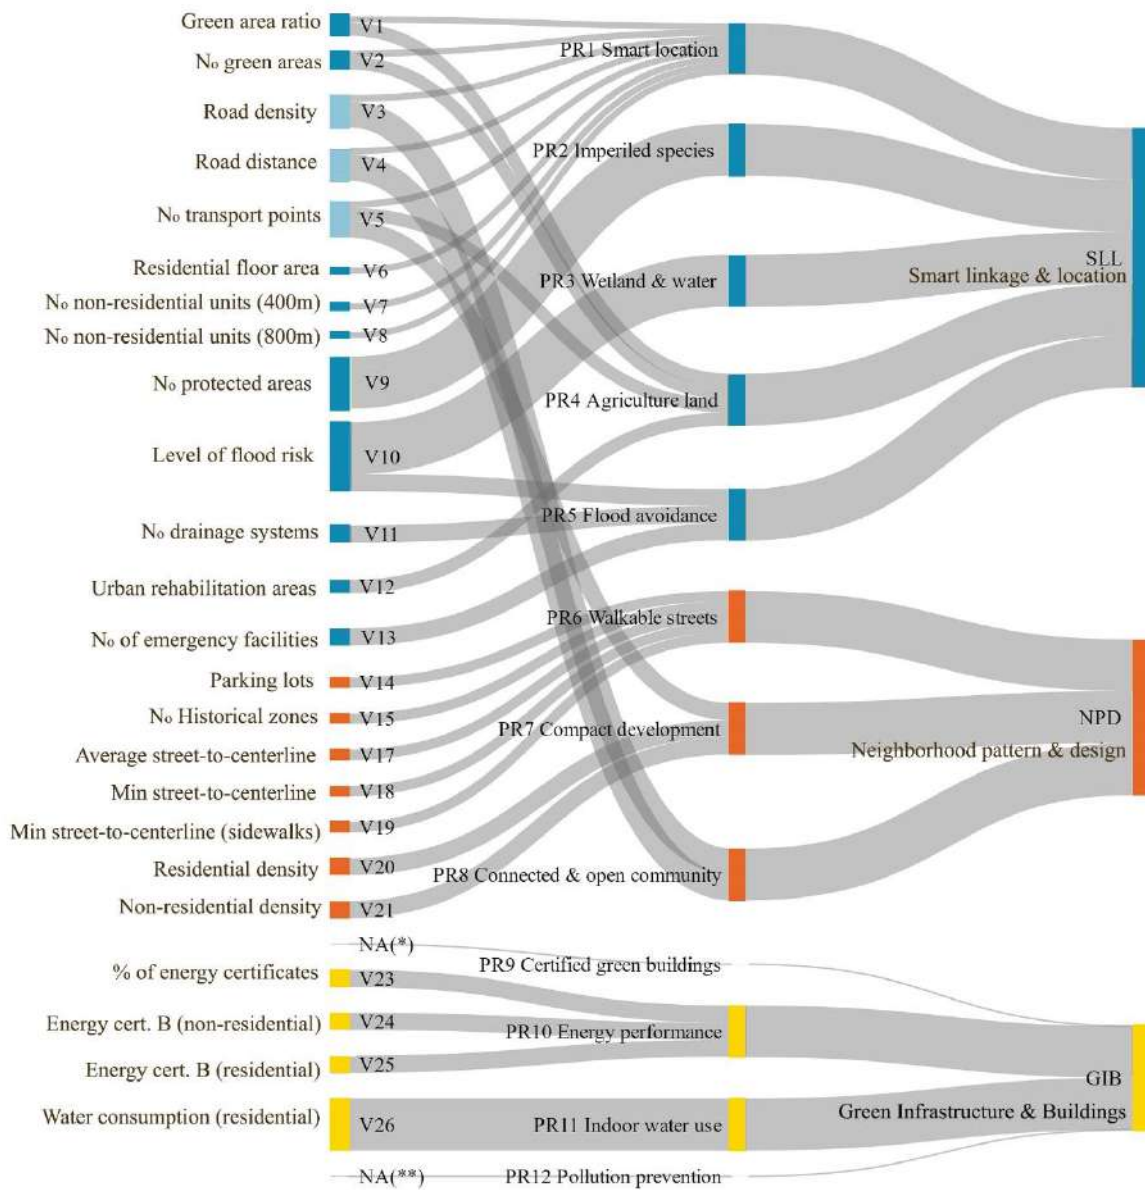 Green area ratio V1
No green areas V2
Road density V3
Road distance V4
No transport points V5
Residential floor area V6
No non-residential units (400m) V7
No non-residential units (800m) V8
No protected areas V9
Level of flood risk V10
No drainage systems V11
Urban rehabilitation areas V12
No of emergency facilities V13
Parking lots V14
No Historical zones V15
Average street-to-centerline V17
Min street-to-centerline V18
Min street-to-centerline (sidewalks) V19
Residential density V20
Non-residential density V21
NA(*)
% of energy certificates V23
Energy cert. B (non-residential) V24
Energy cert. B (residential) V25
Water consumption (residential) V26
NA(**)
PR1 Smart location
PR2 Imperiled species
PR3 Wetland & water
PR4 Agriculture land
PR5 Flood avoidance
PR6 Walkable streets
PR7 Compact development
PR8 Connected & open community
PR9 Certified green buildings
PR10 Energy performance
PR11 Indoor water use
PR12 Pollution prevention
SLL
Smart linkage & location
NPD
Neighborhood pattern & design
GIB
Green Infrastructure & Buildings